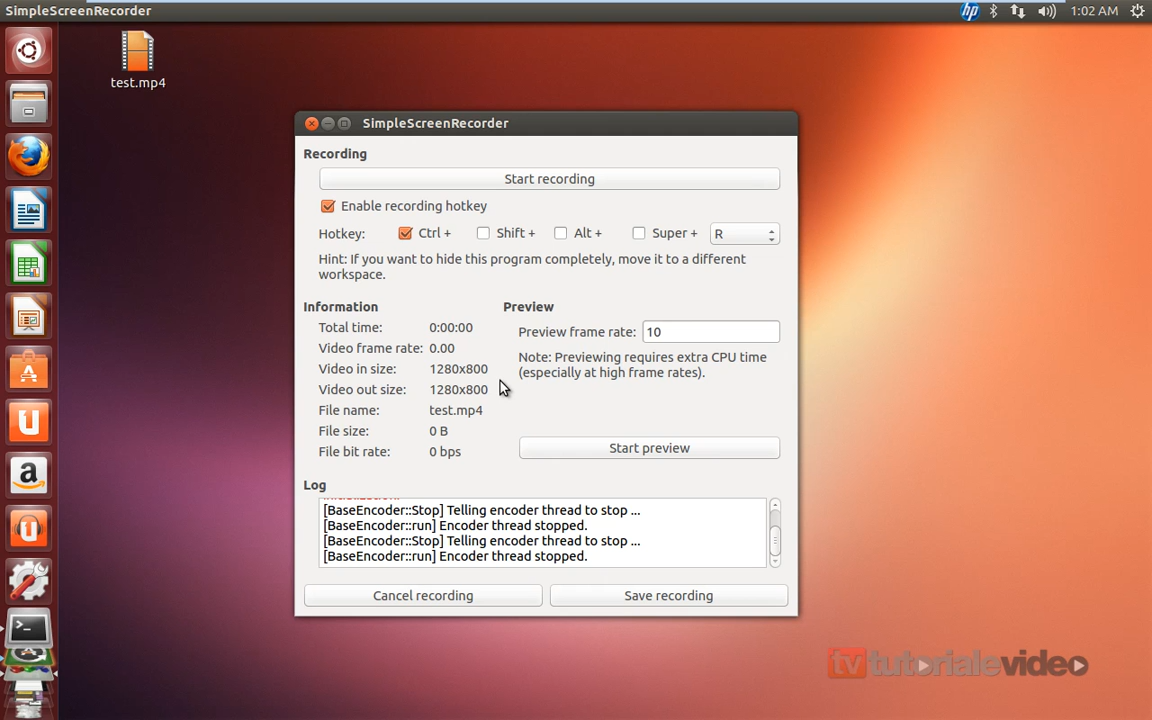 SimpleScreenRecorder
hp
1:02 AM
test.mp4
SimpleScreenRecorder
Recording
Start recording
Enable recording hotkey
Hotkey: Ctrl + Shift + Alt + Super + R
Hint: If you want to hide this program completely, move it to a different
workspace.
Information
Total time: 0:00:00
Video frame rate: 0.00
Video in size: 1280x800
Video out size: 1280x800
File name: test.mp4
File size: 0 B
File bit rate: 0 bps
Preview
Preview frame rate: 10
Note: Previewing requires extra CPU time
(especially at high frame rates).
Start preview
Log
[BaseEncoder::Stop] Telling encoder thread to stop ...
[BaseEncoder::run] Encoder thread stopped.
[BaseEncoder::Stop] Telling encoder thread to stop ...
[BaseEncoder::run] Encoder thread stopped.
Cancel recording
Save recording
tvtutorialevideo